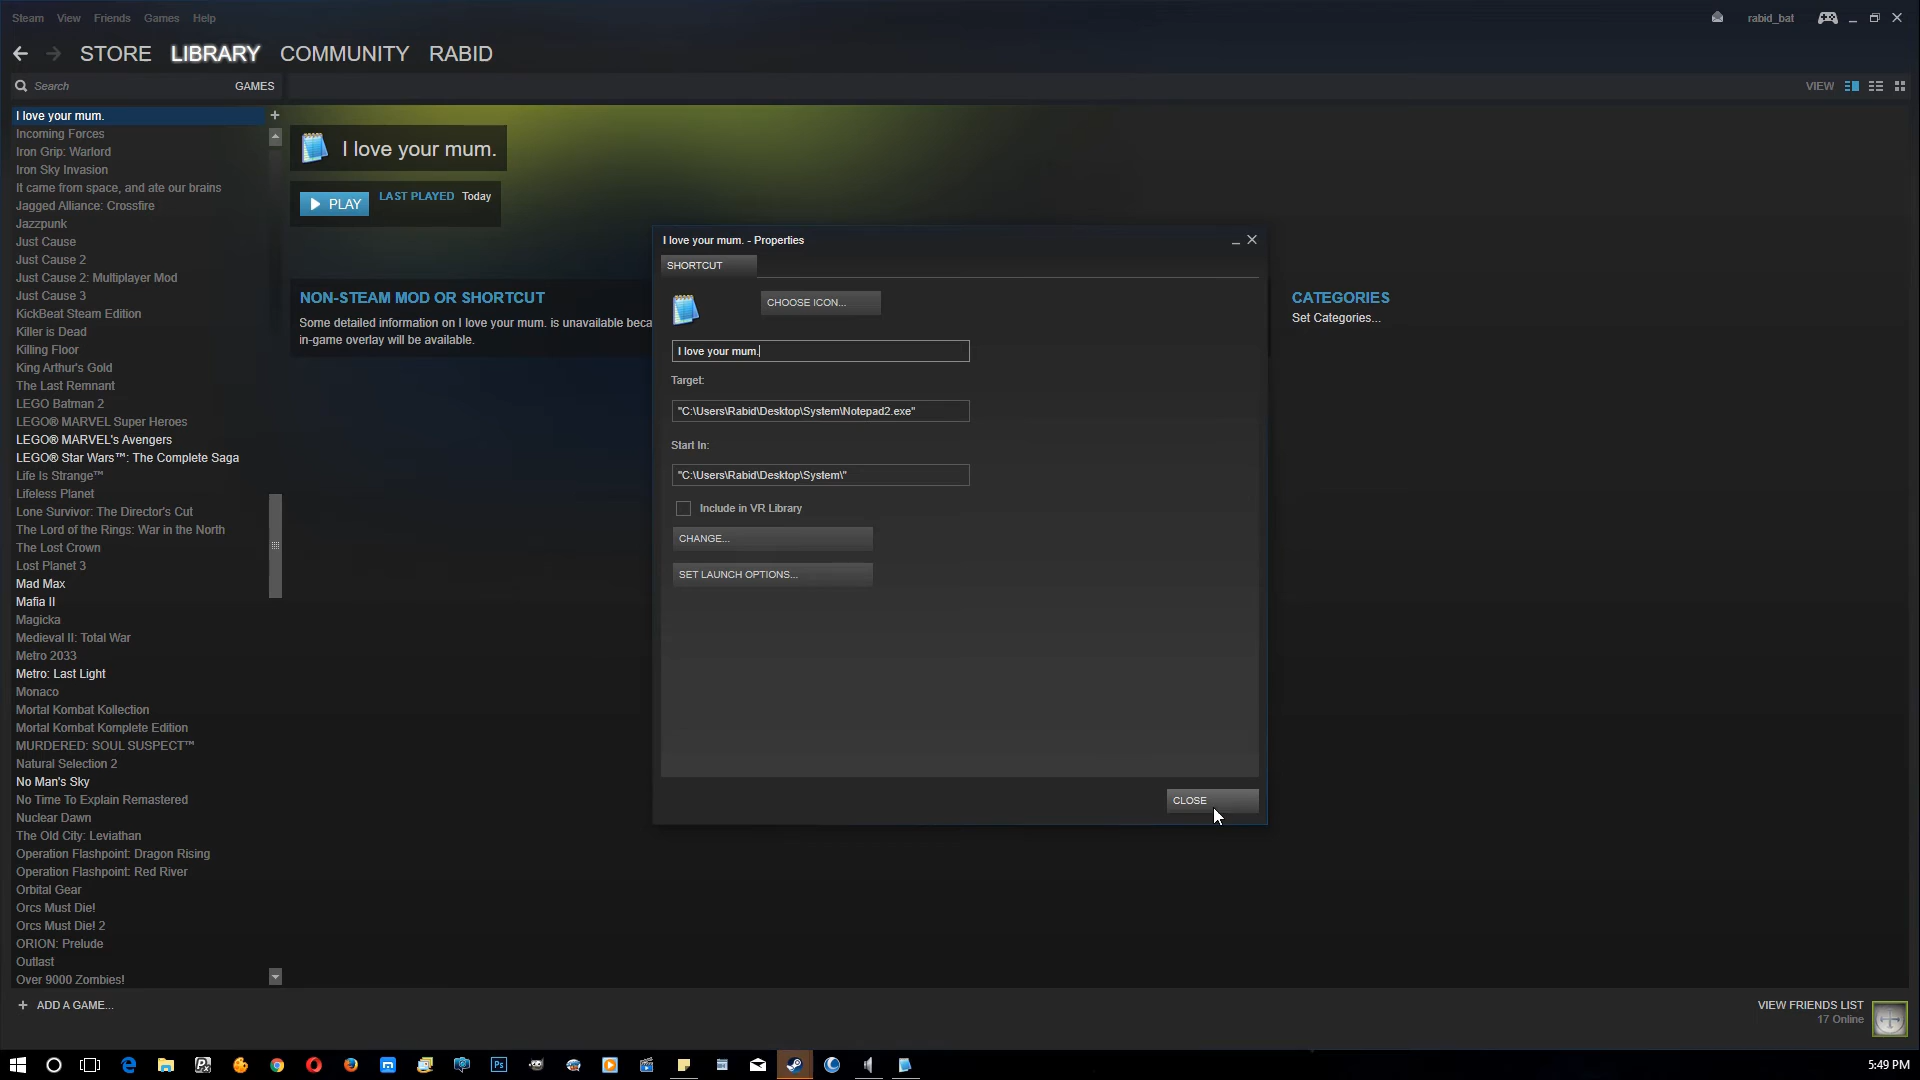 Steam View Friends Games Help
rabid_bat
STORE LIBRARY COMMUNITY RABID
Search
GAMES
VIEW
I love your mum.
Incoming Forces
Iron Grip: Warlord
Iron Sky Invasion
It came from space, and ate our brains
Jagged Alliance: Crossfire
Jazzpunk
Just Cause
Just Cause 2
Just Cause 2: Multiplayer Mod
Just Cause 3
KickBeat Steam Edition
Killer is Dead
Killing Floor
King Arthur's Gold
The Last Remnant
LEGO Batman 2
LEGO® MARVEL Super Heroes
LEGO® MARVEL's Avengers
LEGO® Star Wars™: The Complete Saga
Life Is Strange™
Lifeless Planet
Lone Survivor: The Director's Cut
The Lord of the Rings: War in the North
The Lost Crown
Lost Planet 3
Mad Max
Mafia II
Magicka
Medieval II: Total War
Metro 2033
Metro: Last Light
Monaco
Mortal Kombat Kollection
Mortal Kombat Komplete Edition
MURDERED: SOUL SUSPECT™
Natural Selection 2
No Man's Sky
No Time To Explain Remastered
Nuclear Dawn
The Old City: Leviathan
Operation Flashpoint: Dragon Rising
Operation Flashpoint: Red River
Orbital Gear
Orcs Must Die!
Orcs Must Die! 2
ORION: Prelude
Outlast
Over 9000 Zombies!
+ ADD A GAME...
I love your mum.
PLAY
LAST PLAYED Today
NON-STEAM MOD OR SHORTCUT
Some detailed information on I love your mum. is unavailable beca
in-game overlay will be available.
I love your mum. - Properties
SHORTCUT
CHOOSE ICON...
I love your mum.
Target:
"C:\Users\Rabid\Desktop\System\Notepad2.exe"
Start In:
"C:\Users\Rabid\Desktop\System\"
Include in VR Library
CHANGE...
SET LAUNCH OPTIONS...
CLOSE
CATEGORIES
Set Categories...
VIEW FRIENDS LIST
17 Online
Ps
5:49 PM